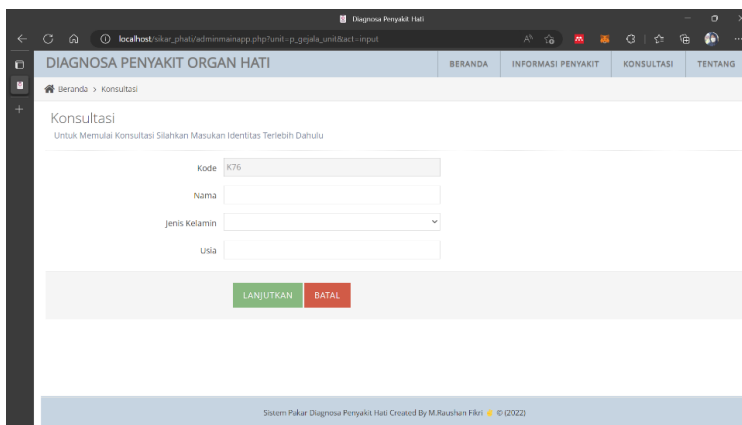 Diagnosa Penyakit Hati
localhost/sikar_phati/adminmainapp.php?unit=p_gejala_unit&act=input
DIAGNOSA PENYAKIT ORGAN HATI
BERANDA INFORMASI PENYAKIT KONSULTASI TENTANG
Beranda > Konsultasi
Konsultasi
Untuk Memulai Konsultasi Silahkan Masukan Identitas Terlebih Dahulu
Kode K76
Nama
Jenis Kelamin
Usia
LANJUTKAN BATAL
Sistem Pakar Diagnosa Penyakit Hati Created By M.Raushan Fikri © (2022)